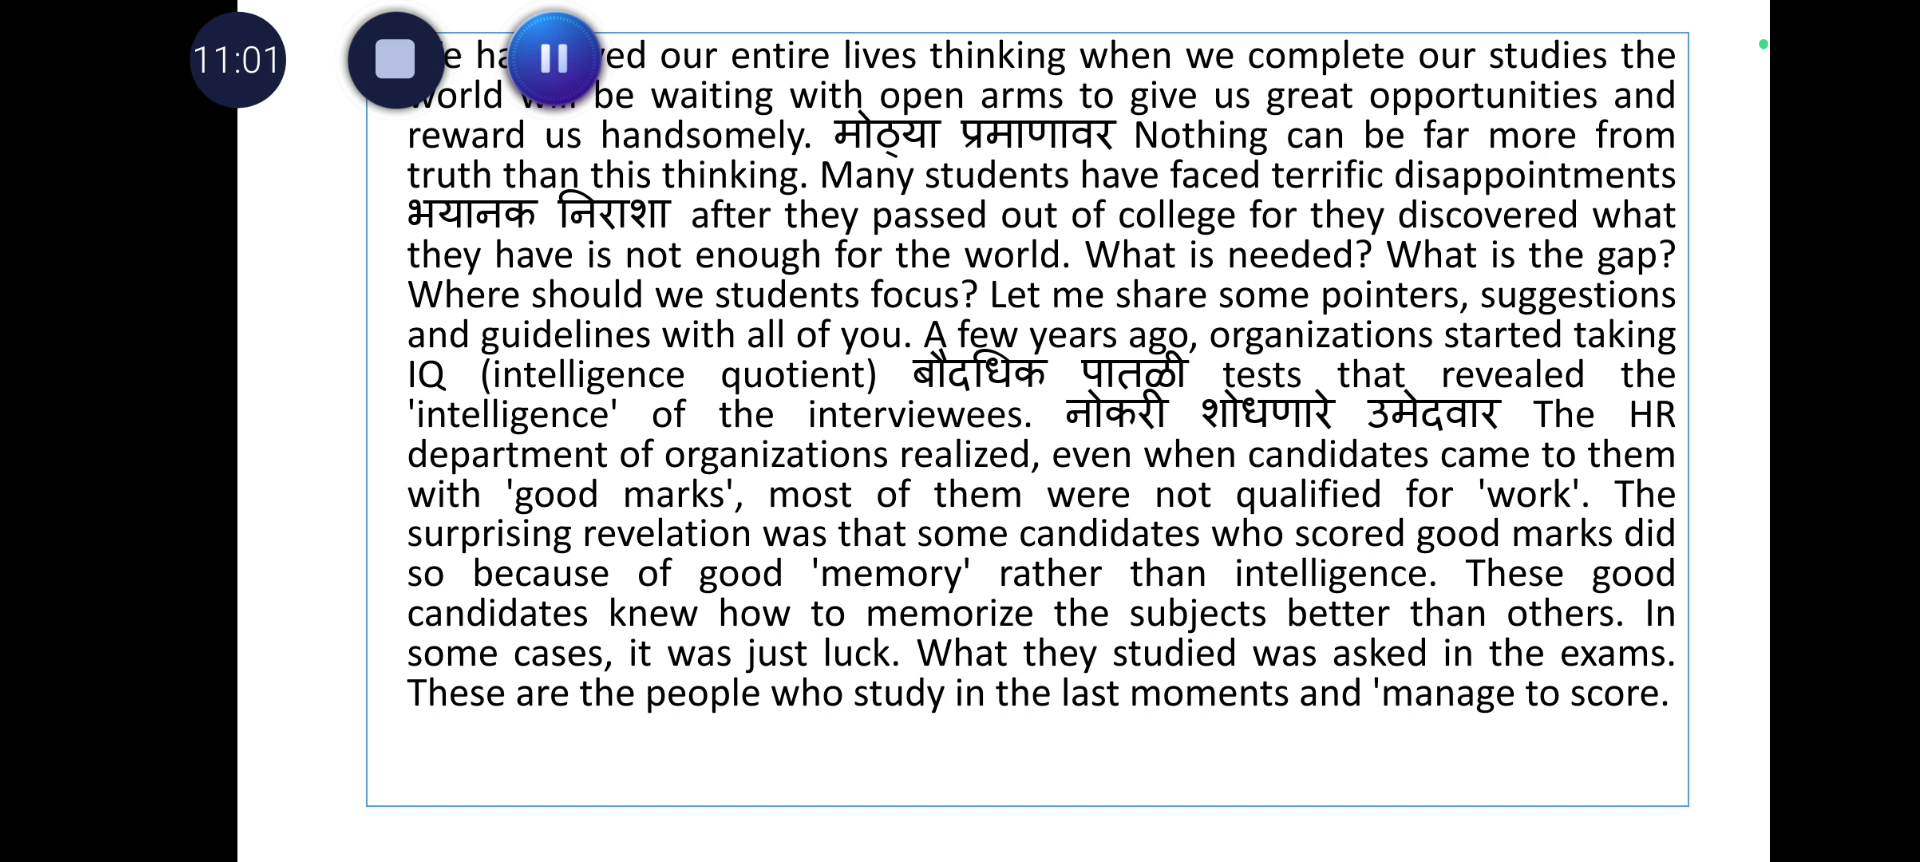 11:01
e ha ed our entire lives thinking when we complete our studies the
world will be waiting with open arms to give us great opportunities and
reward us handsomely. मोठ्या प्रमाणावर Nothing can be far more from
truth than this thinking. Many students have faced terrific disappointments
भयानक निराशा after they passed out of college for they discovered what
they have is not enough for the world. What is needed? What is the gap?
Where should we students focus? Let me share some pointers, suggestions
and guidelines with all of you. A few years ago, organizations started taking
IQ (intelligence quotient) बौदधिक पातळी tests that revealed the
'intelligence' of the interviewees. नोकरी शोधणारे उमेदवार The HR
department of organizations realized, even when candidates came to them
with 'good marks', most of them were not qualified for 'work'. The
surprising revelation was that some candidates who scored good marks did
so because of good 'memory' rather than intelligence. These good
candidates knew how to memorize the subjects better than others. In
some cases, it was just luck. What they studied was asked in the exams.
These are the people who study in the last moments and 'manage to score.